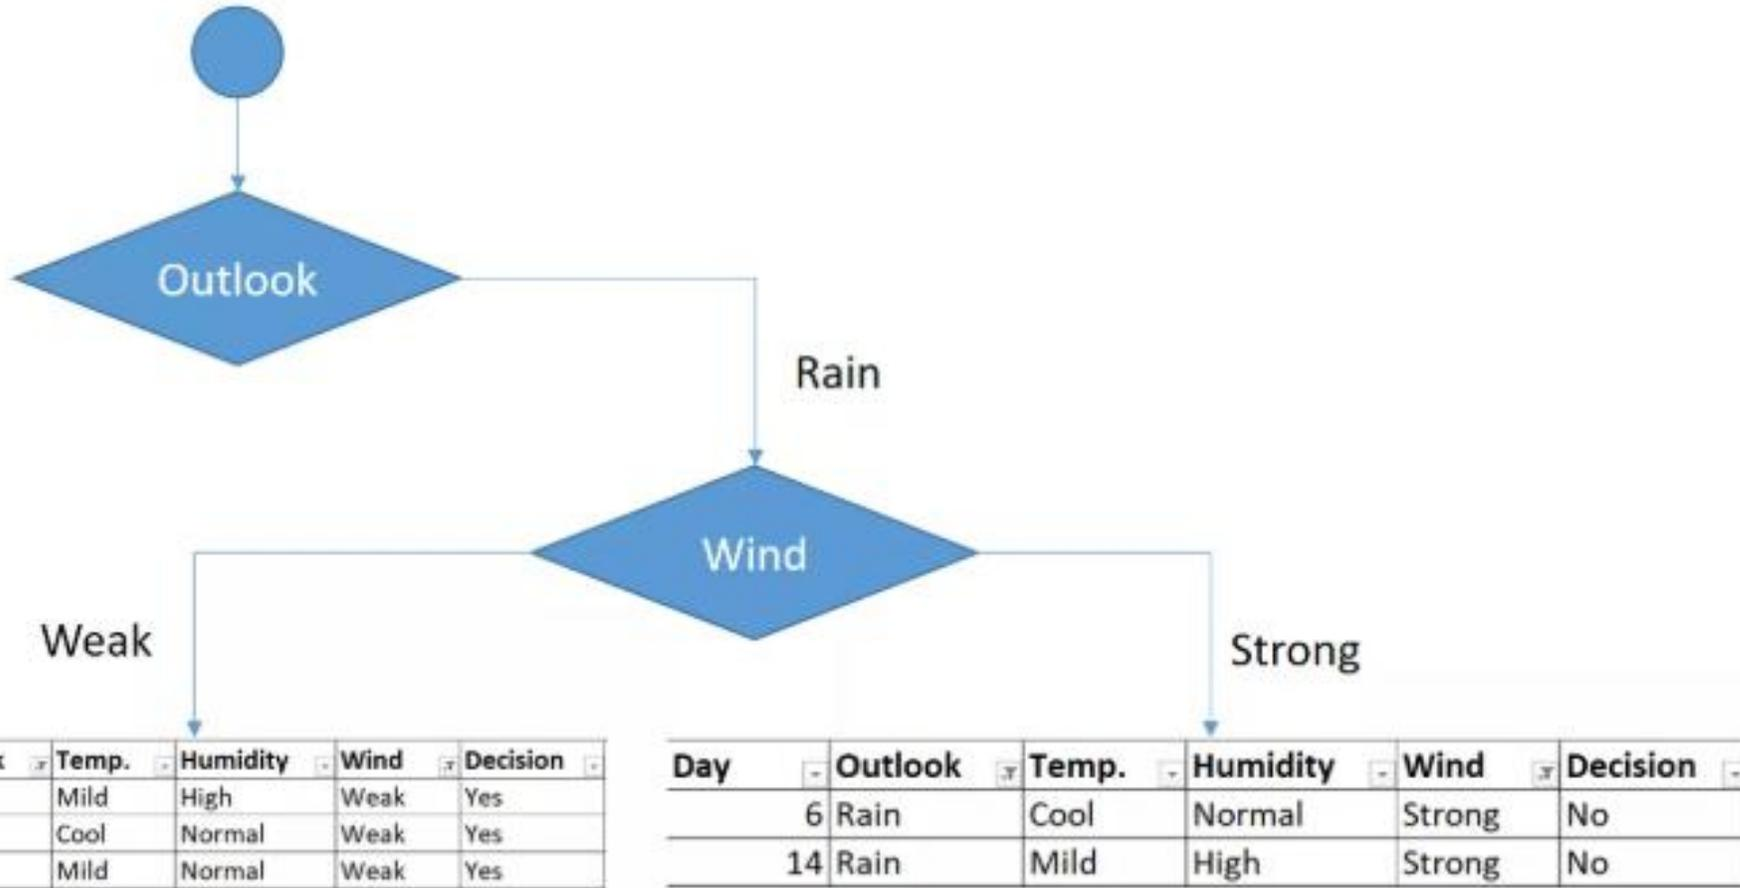 Outlook
Rain
Wind
Weak
Strong
k Temp. Humidity Wind Decision
Mild High Weak Yes
Cool Normal Weak Yes
Mild Normal Weak Yes
Day Outlook Temp. Humidity Wind Decision
6 Rain Cool Normal Strong No
14 Rain Mild High Strong No